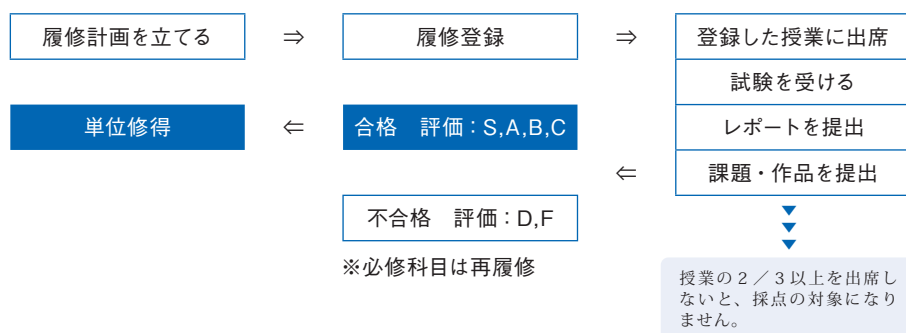 履修計画を立てる ⇒ 履修登録 ⇒ 登録した授業に出席
試験を受ける
レポートを提出
課題・作品を提出
⇐
合格　評価：S,A,B,C
不合格　評価：D,F
※必修科目は再履修
⇐
単位修得
授業の２／３以上を出席し
ないと、採点の対象になり
ません。